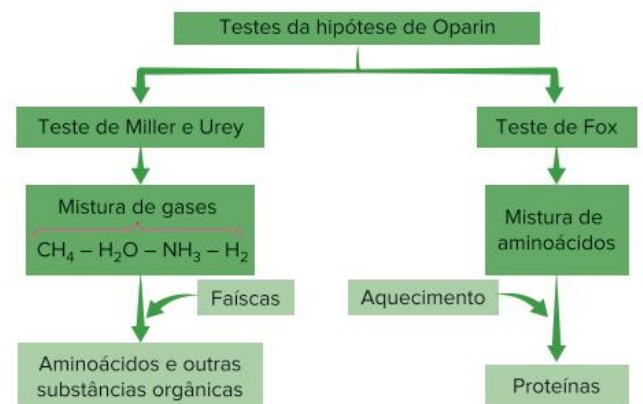 Testes da hipótese de Oparin
Teste de Miller e Urey
Mistura de gases
CH₄ – H₂O – NH₃ – H₂
Faíscas
Aminoácidos e outras
substâncias orgânicas
Teste de Fox
Mistura de
aminoácidos
Aquecimento
Proteínas